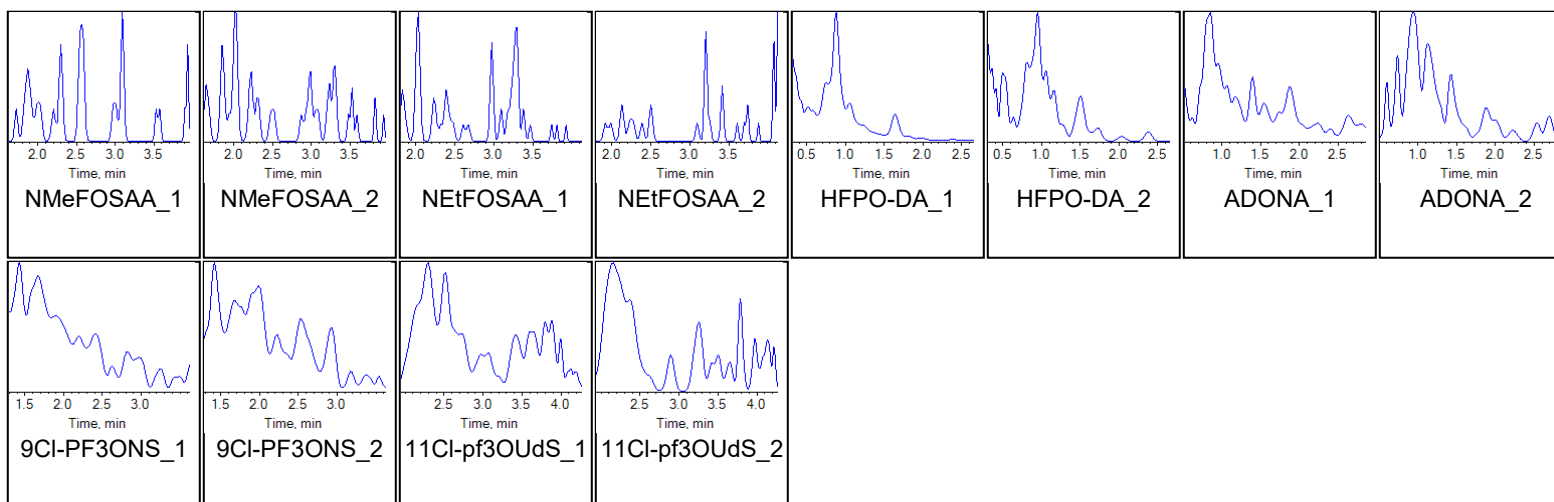 2.0 2.5 3.0 3.5
Time, min
NMeFOSAA_1
2.0 2.5 3.0 3.5
Time, min
NMeFOSAA_2
2.0 2.5 3.0 3.5
Time, min
NEtFOSAA_1
2.0 2.5 3.0 3.5
Time, min
NEtFOSAA_2
0.5 1.0 1.5 2.0 2.5
Time, min
HFPO-DA_1
0.5 1.0 1.5 2.0 2.5
Time, min
HFPO-DA_2
1.0 1.5 2.0 2.5
Time, min
ADONA_1
1.0 1.5 2.0 2.5
Time, min
ADONA_2
1.5 2.0 2.5 3.0
Time, min
9Cl-PF3ONS_1
1.5 2.0 2.5 3.0
Time, min
9Cl-PF3ONS_2
2.5 3.0 3.5 4.0
Time, min
11Cl-pf3OUdS_1
2.5 3.0 3.5 4.0
Time, min
11Cl-pf3OUdS_2